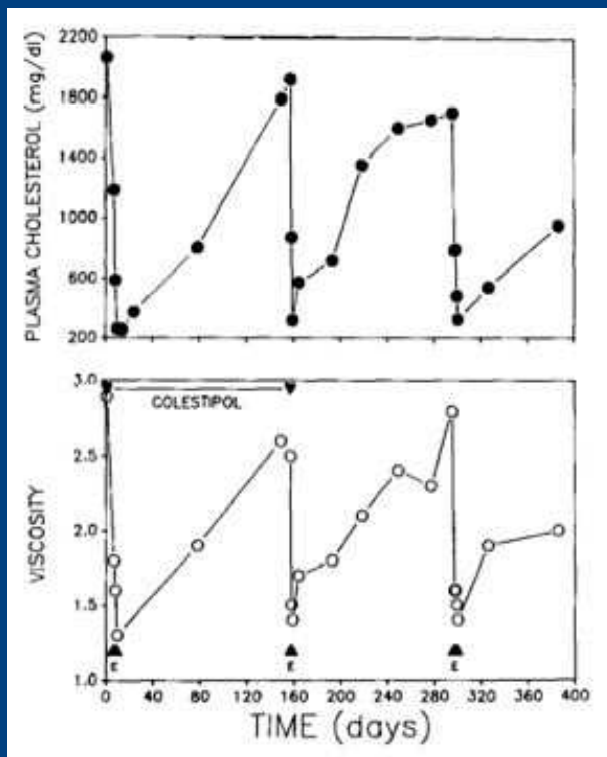 PLASMA CHOLESTEROL (mg/dl)
2200
1800
1400
1000
600
200
VISCOSITY
3.0
2.5
2.0
1.5
1.0
COLESTIPOL
E E E
0 40 80 120 160 200 240 280 320 360 400
TIME (days)